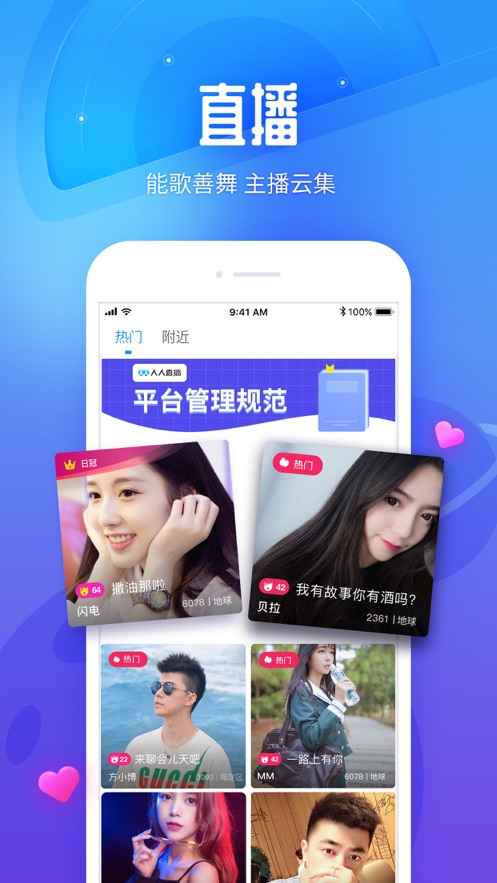 直播
能歌善舞 主播云集
9:41 AM
100%
热门 附近
人人直播
平台管理规范
日冠
64 撒油那啦
闪电 6078 | 地球
热门
42 我有故事你有酒吗?
贝拉 2361 | 地球
热门
22 来聊会儿天吧
方小博 3090 | 海淀区
GUCCI
热门
42 一路上有你
MM 6078 | 地球